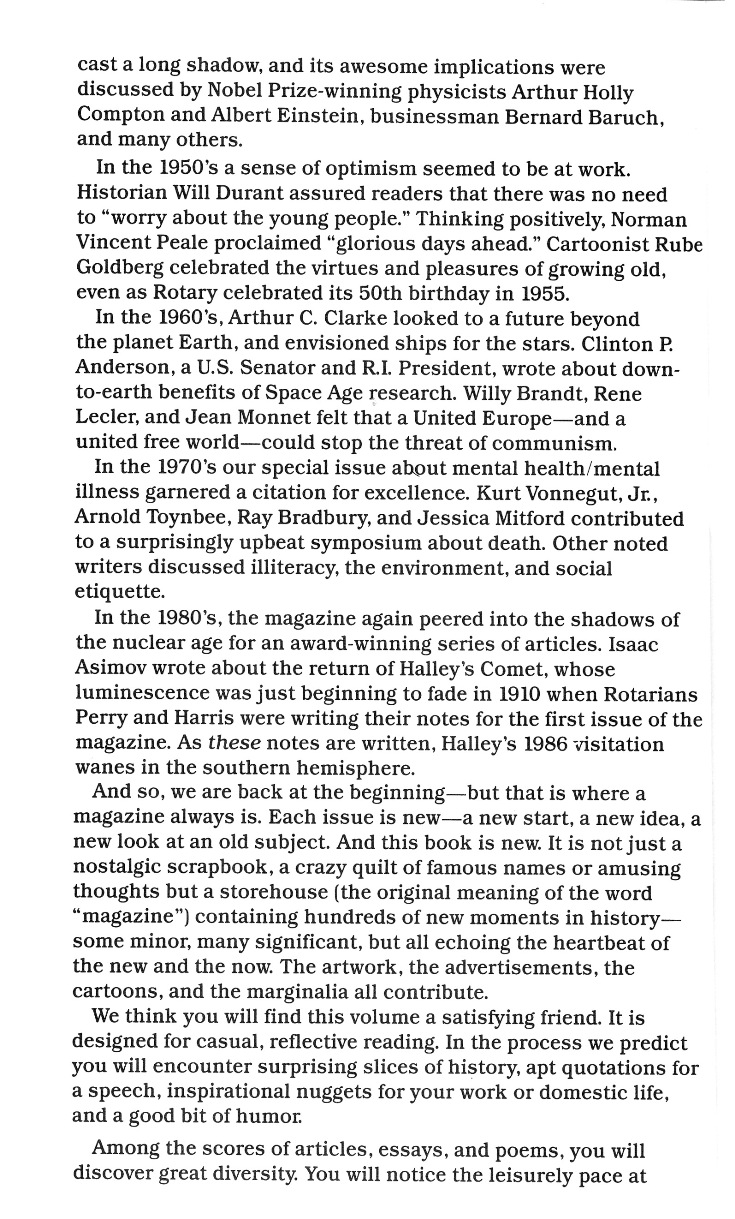 cast a long shadow, and its awesome implications were
discussed by Nobel Prize-winning physicists Arthur Holly
Compton and Albert Einstein, businessman Bernard Baruch,
and many others.
In the 1950's a sense of optimism seemed to be at work.
Historian Will Durant assured readers that there was no need
to “worry about the young people.” Thinking positively, Norman
Vincent Peale proclaimed “glorious days ahead.” Cartoonist Rube
Goldberg celebrated the virtues and pleasures of growing old,
even as Rotary celebrated its 50th birthday in 1955.
In the 1960's, Arthur C. Clarke looked to a future beyond
the planet Earth, and envisioned ships for the stars. Clinton P.
Anderson, a U.S. Senator and R.I. President, wrote about down-
to-earth benefits of Space Age research. Willy Brandt, Rene
Lecler, and Jean Monnet felt that a United Europe—and a
united free world—could stop the threat of communism.
In the 1970's our special issue about mental health/mental
illness garnered a citation for excellence. Kurt Vonnegut, Jr.,
Arnold Toynbee, Ray Bradbury, and Jessica Mitford contributed
to a surprisingly upbeat symposium about death. Other noted
writers discussed illiteracy, the environment, and social
etiquette.
In the 1980's, the magazine again peered into the shadows of
the nuclear age for an award-winning series of articles. Isaac
Asimov wrote about the return of Halley's Comet, whose
luminescence was just beginning to fade in 1910 when Rotarians
Perry and Harris were writing their notes for the first issue of the
magazine. As these notes are written, Halley's 1986 visitation
wanes in the southern hemisphere.
And so, we are back at the beginning—but that is where a
magazine always is. Each issue is new—a new start, a new idea, a
new look at an old subject. And this book is new. It is not just a
nostalgic scrapbook, a crazy quilt of famous names or amusing
thoughts but a storehouse (the original meaning of the word
“magazine”) containing hundreds of new moments in history—
some minor, many significant, but all echoing the heartbeat of
the new and the now. The artwork, the advertisements, the
cartoons, and the marginalia all contribute.
We think you will find this volume a satisfying friend. It is
designed for casual, reflective reading. In the process we predict
you will encounter surprising slices of history, apt quotations for
a speech, inspirational nuggets for your work or domestic life,
and a good bit of humor.
Among the scores of articles, essays, and poems, you will
discover great diversity. You will notice the leisurely pace at